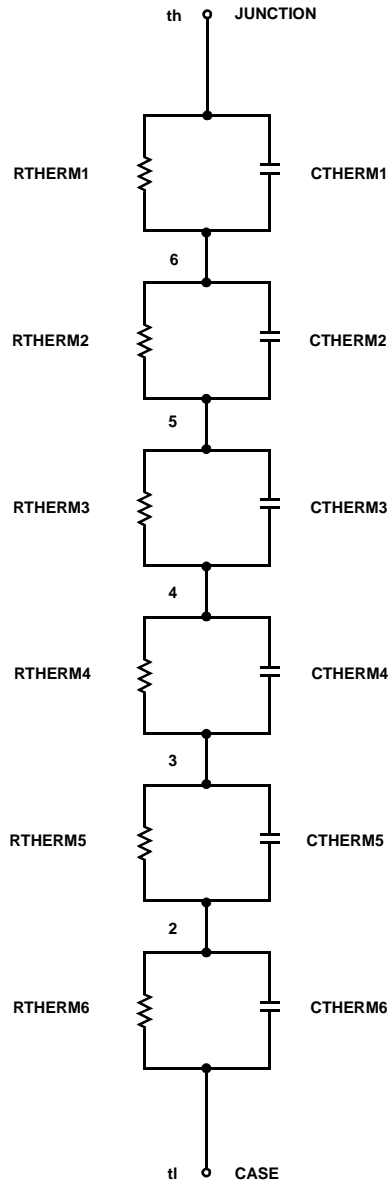 th JUNCTION
RTHERM1 CTHERM1
6
RTHERM2 CTHERM2
5
RTHERM3 CTHERM3
4
RTHERM4 CTHERM4
3
RTHERM5 CTHERM5
2
RTHERM6 CTHERM6
tl CASE